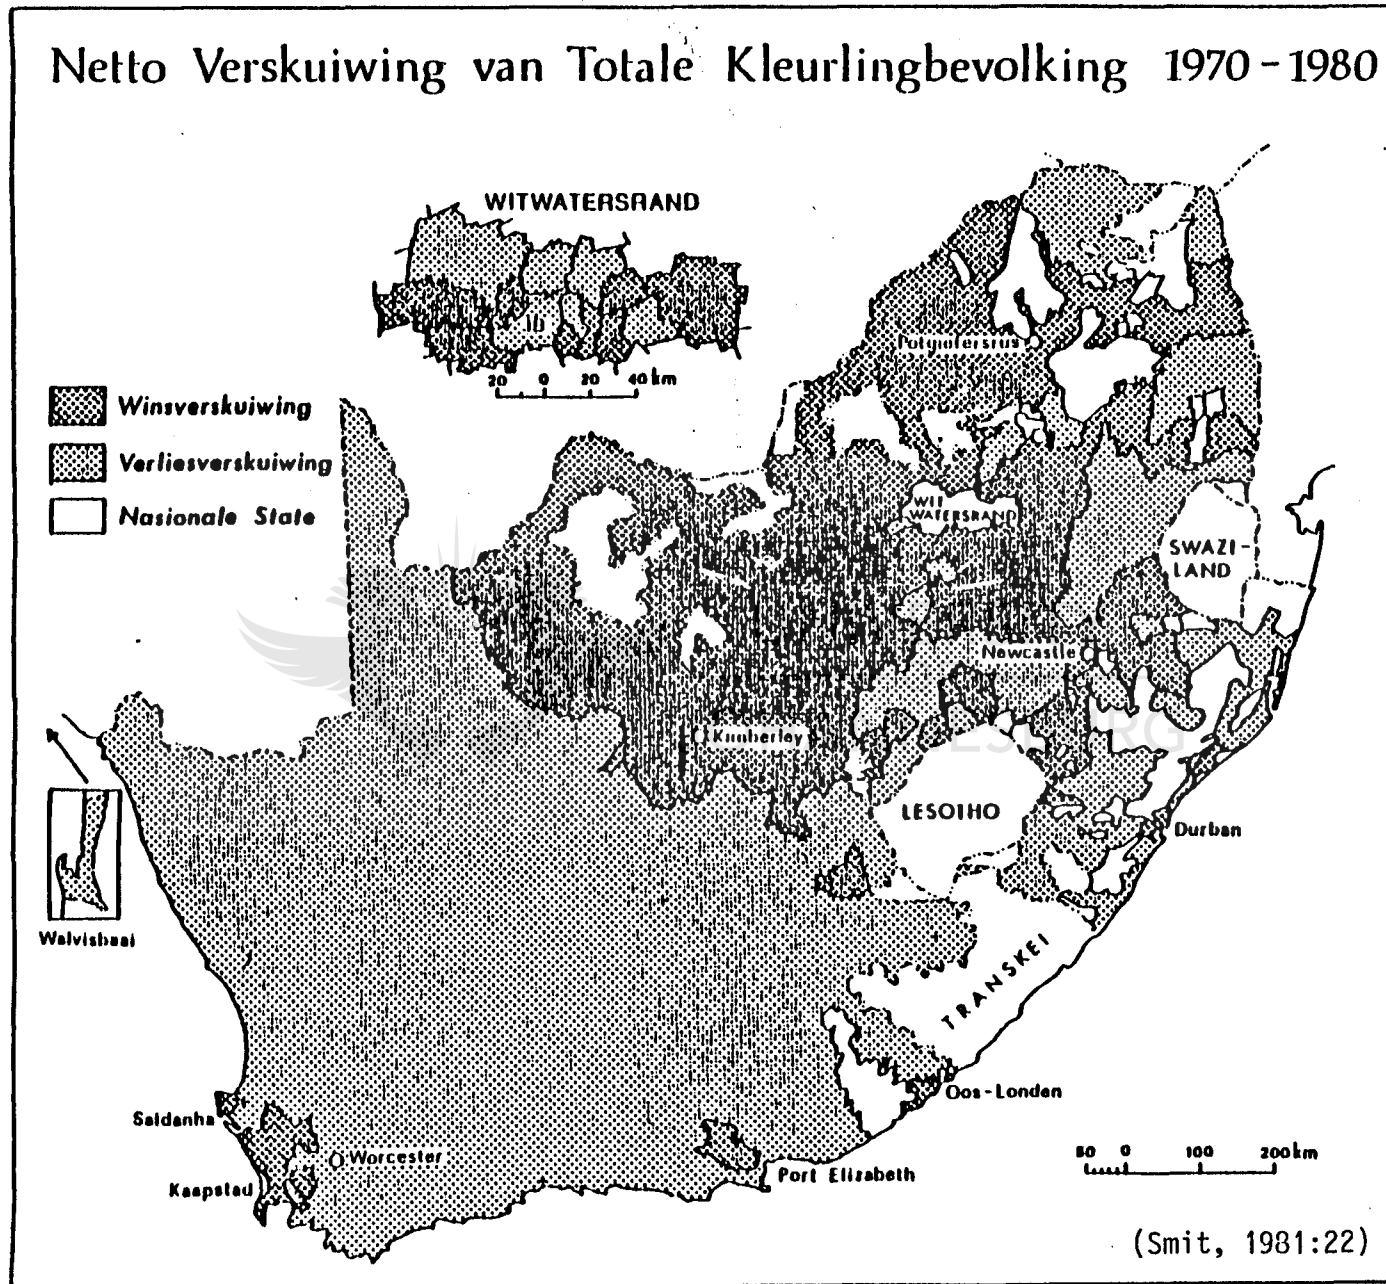 Netto Verskuiwing van Totale Kleurlingbevolking 1970 - 1980
WITWATERSRAND
20 0 20 40 km
Winsverskuiwing
Verliesverskuiwing
Nasionale State
Potgietersrus
WIT
WATERSRAND
SWAZI-
LAND
Newcastle
Kimberley
LESOTHO
Durban
Walvisbaai
TRANSKEI
Oos-Londen
Saldanha
Worcester
Kaapstad
Port Elizabeth
50 0 100 200 km
(Smit, 1981:22)